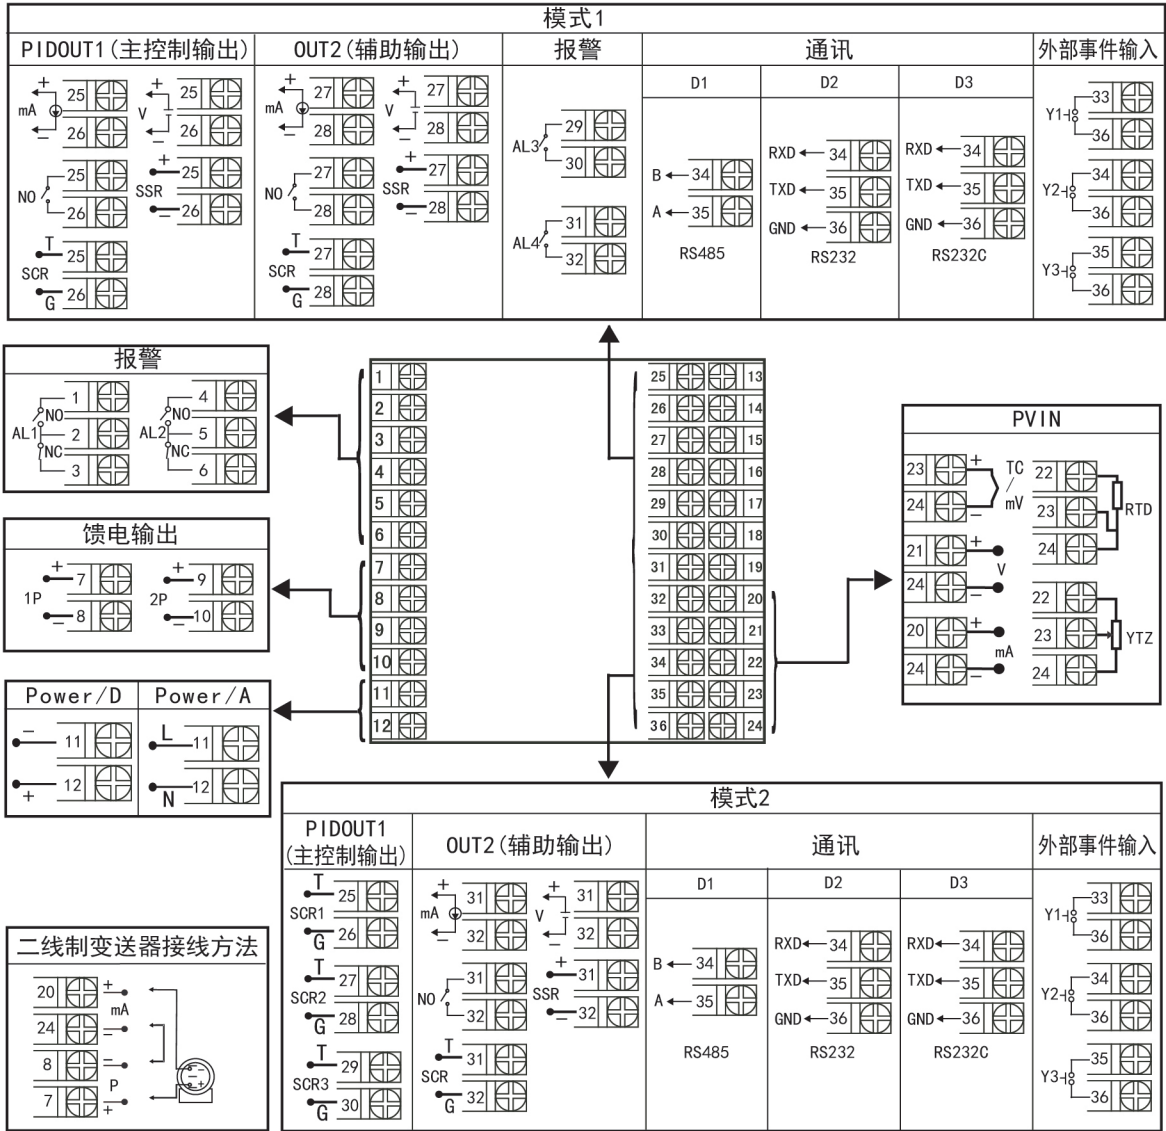 模式1
PIDOUT1(主控制输出) OUT2(辅助输出) 报警 通讯 外部事件输入
D1 D2 D3
+ 25 + 25
mA V
− 26 − 26
25 + 25
NO SSR
26 − 26
T 25
SCR
G 26
+ 27 + 27
mA V
− 28 − 28
27 + 27
NO SSR
28 − 28
T 27
SCR
G 28
29
AL3
30
31
AL4
32
B 34
A 35
RS485
RXD 34
TXD 35
GND 36
RS232
RXD 34
TXD 35
GND 36
RS232C
33
Y1
36
34
Y2
36
35
Y3
36
报警
1 4
NO NO
AL1 2 AL2 5
NC NC
3 6
馈电输出
+ 7 + 9
1P 2P
− 8 − 10
Power/D Power/A
− 11 L 11
+ 12 N 12
二线制变送器接线方法
20 +
mA
24 −
8 −
P
7 +
− +
1 25 13
2 26 14
3 27 15
4 28 16
5 29 17
6 30 18
7 31 19
8 32 20
9 33 21
10 34 22
11 35 23
12 36 24
PVIN
23 + TC 22
/
24 − mV 23 RTD
24
21 +
V
24 −
20 +
mA
24 −
22
23 YTZ
24
模式2
PIDOUT1
(主控制输出) OUT2(辅助输出) 通讯 外部事件输入
D1 D2 D3
T 25
SCR1
G 26
T 27
SCR2
G 28
T 29
SCR3
G 30
+ 31 + 31
mA V
− 32 − 32
31 + 31
NO SSR
32 − 32
T 31
SCR
G 32
B 34
A 35
RS485
RXD 34
TXD 35
GND 36
RS232
RXD 34
TXD 35
GND 36
RS232C
33
Y1
36
34
Y2
36
35
Y3
36